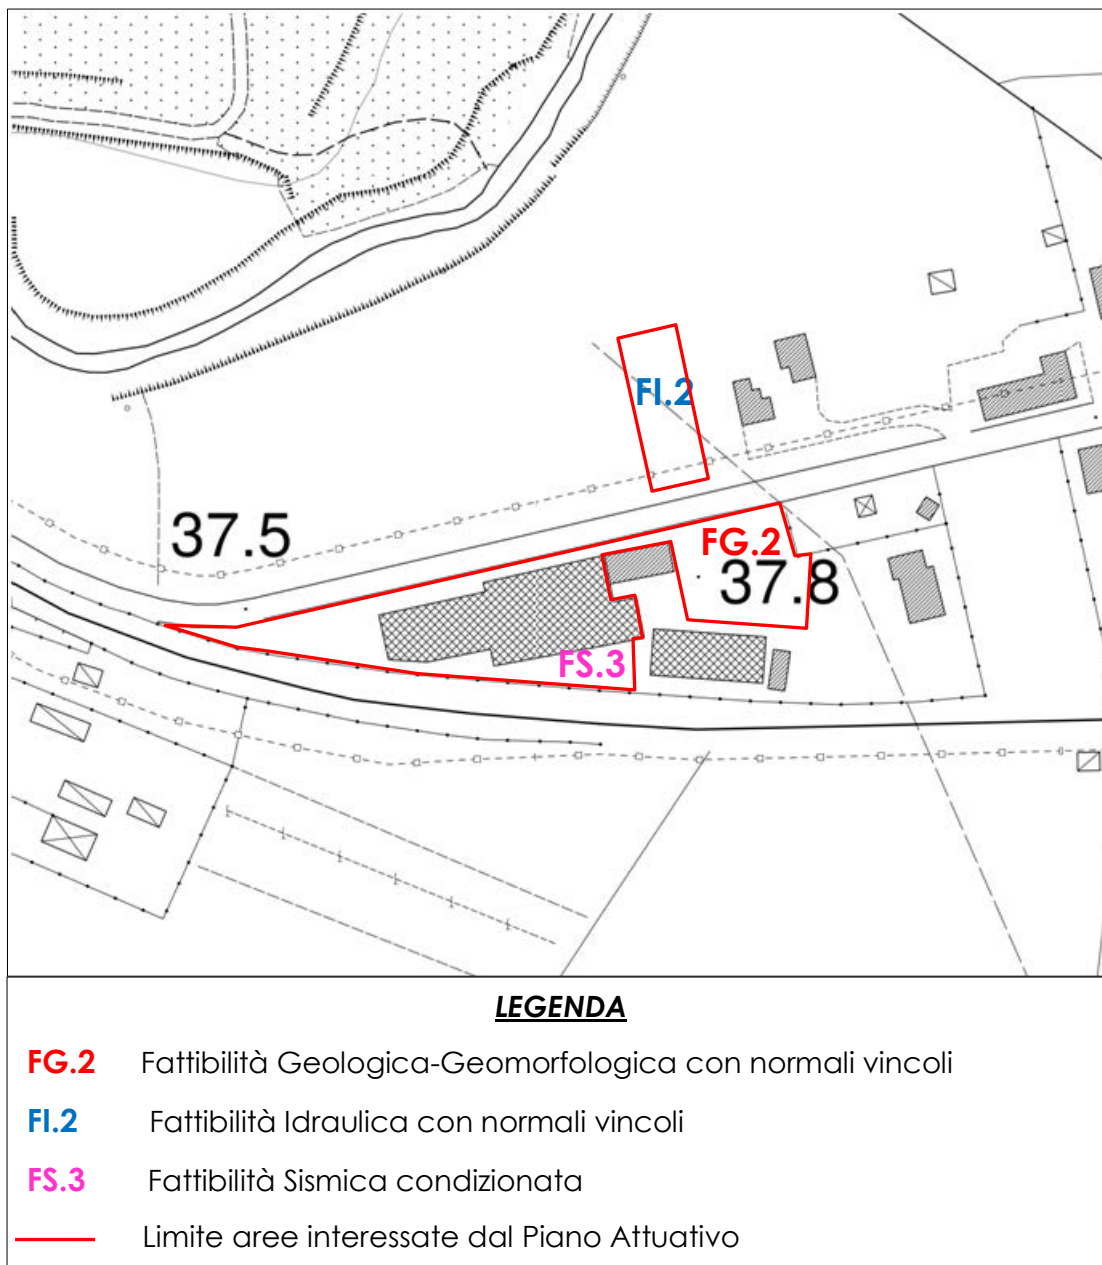 FI.2
37.5
FG.2
37.8
FS.3
LEGENDA
FG.2 Fattibilità Geologica-Geomorfologica con normali vincoli
FI.2 Fattibilità Idraulica con normali vincoli
FS.3 Fattibilità Sismica condizionata
Limite aree interessate dal Piano Attuativo